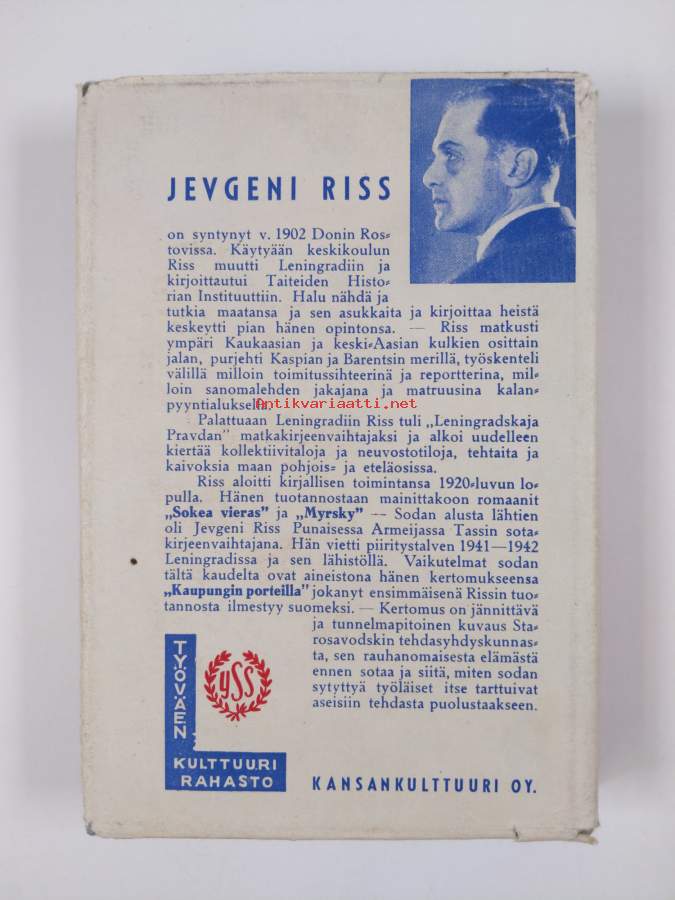 JEVGENI RISS
on syntynyt v. 1902 Donin Ros-
tovissa. Käytyään keskikoulun
Riss muutti Leningradiin ja
kirjoittautui Taiteiden Histo-
rian Instituuttiin. Halu nähdä ja
tutkia maatansa ja sen asukkaita ja kirjoittaa heistä
keskeytti pian hänen opintonsa. — Riss matkusti
ympäri Kaukaasian ja keski-Aasian kulkien osittain
jalan, purjehti Kaspian ja Barentsin merillä, työskenteli
välillä milloin toimitussihteerinä ja reportterina, mil-
loin sanomalehden jakajana ja matruusina kalan-
pyyntialuksella.
antikvariaatti.net
Palattuaan Leningradiin Riss tuli „Leningradskaja
Pravdan" matkakirjeenvaihtajaksi ja alkoi uudelleen
kiertää kollektiivitaloja ja neuvostotiloja, tehtaita ja
kaivoksia maan pohjois- ja eteläosissa.
Riss aloitti kirjallisen toimintansa 1920-luvun lo-
pulla. Hänen tuotannostaan mainittakoon romaanit
„Sokea vieras" ja „Myrsky" — Sodan alusta lähtien
oli Jevgeni Riss Punaisessa Armeijassa Tassin sota-
kirjeenvaihtajana. Hän vietti piiritystalven 1941—1942
Leningradissa ja sen lähistöllä. Vaikutelmat sodan
tältä kaudelta ovat aineistona hänen kertomukseensa
„Kaupungin porteilla" jokanyt ensimmäisenä Rissin tuo-
tannosta ilmestyy suomeksi. — Kertomus on jännittävä
ja tunnelmapitoinen kuvaus Sta-
rosavodskin tehdasyhdyskunnas-
ta, sen rauhanomaisesta elämästä
ennen sotaa ja siitä, miten sodan
sytyttyä työläiset itse tarttuivat
aseisiin tehdasta puolustaakseen.
TYÖVÄEN
KULTTUURI
RAHASTO
YSS
KANSANKULTTUURI OY.